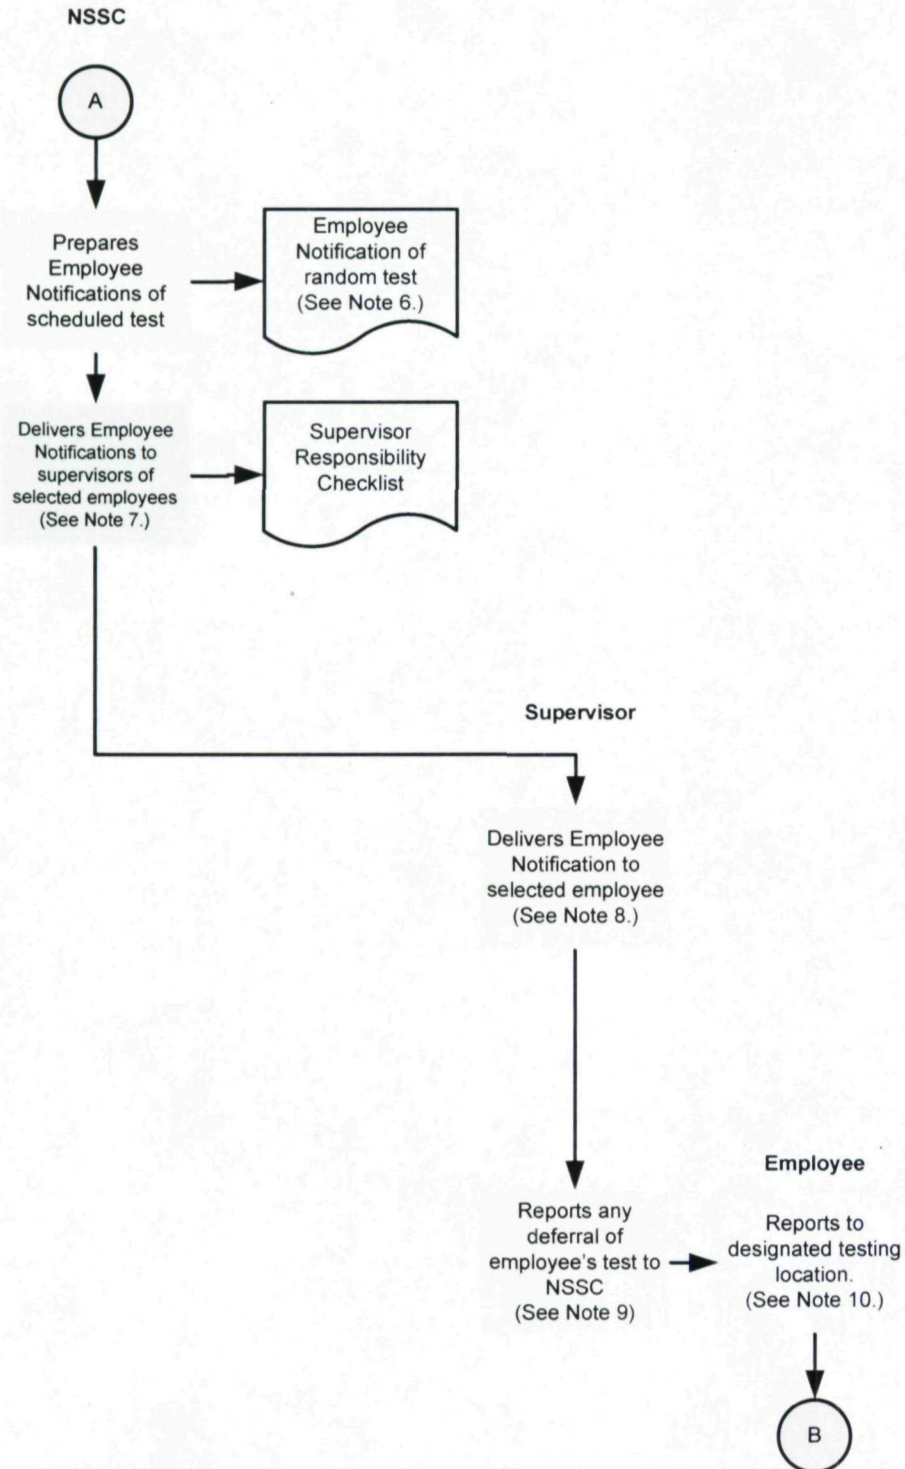 NSSC
A
Prepares
Employee
Notifications of
scheduled test
Employee
Notification of
random test
(See Note 6.)
Delivers Employee
Notifications to
supervisors of
selected employees
(See Note 7.)
Supervisor
Responsibility
Checklist
Supervisor
Delivers Employee
Notification to
selected employee
(See Note 8.)
Reports any
deferral of
employee's test to
NSSC
(See Note 9)
Employee
Reports to
designated testing
location.
(See Note 10.)
B